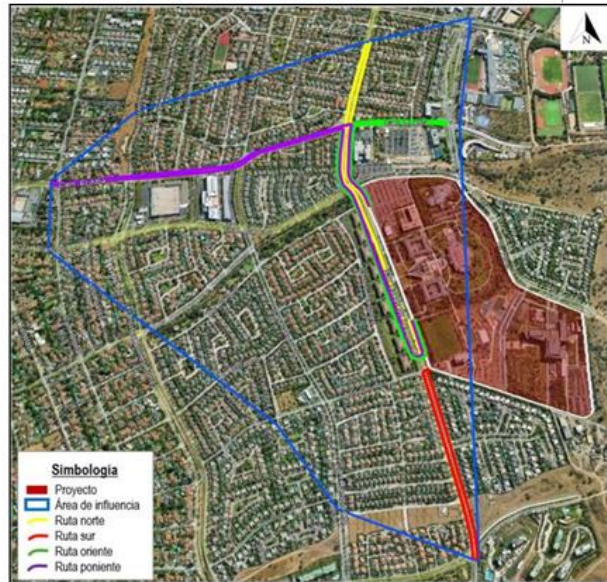 N
Simbología
Proyecto
Área de influencia
Ruta norte
Ruta sur
Ruta oriente
Ruta poniente